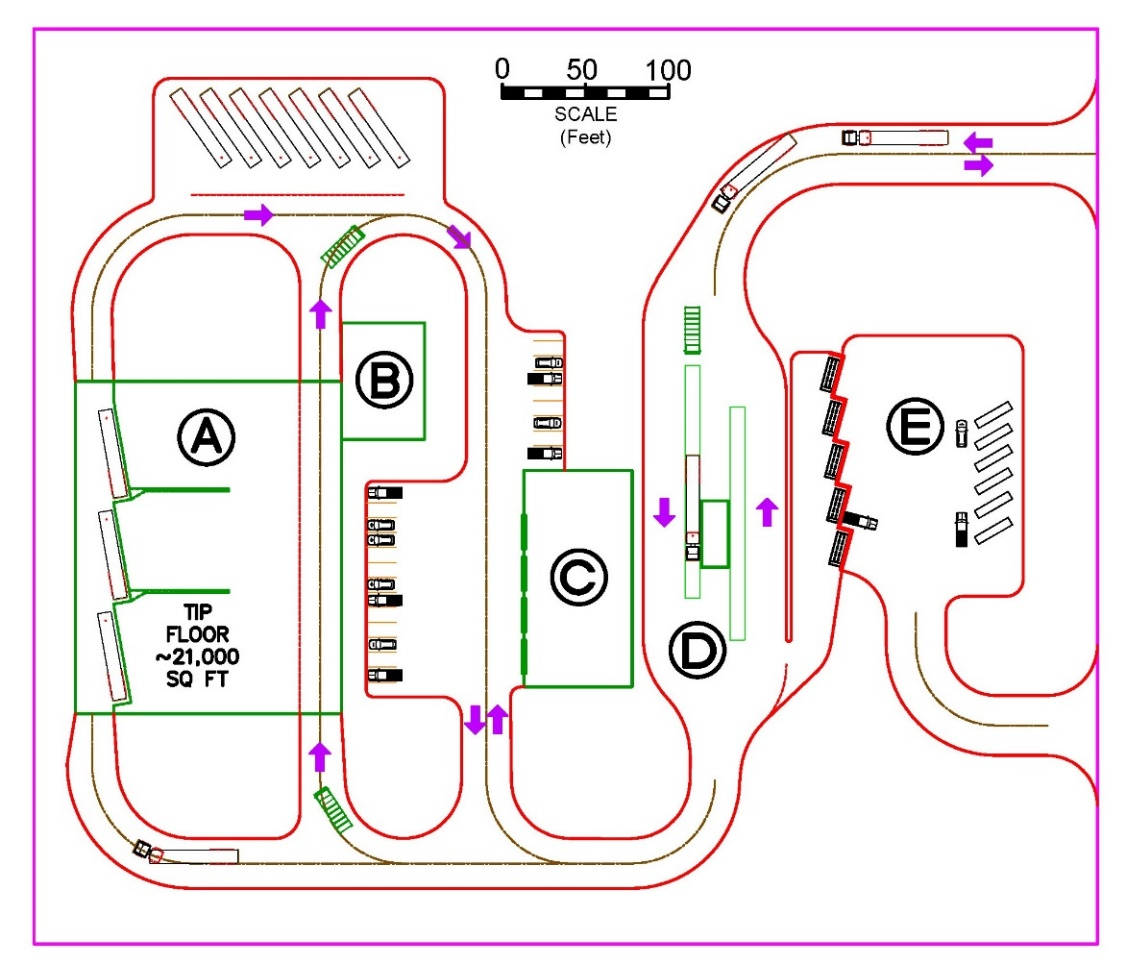 0 50 100
SCALE
(Feet)
A
B
C
D
E
TIP
FLOOR
~21,000
SQ FT